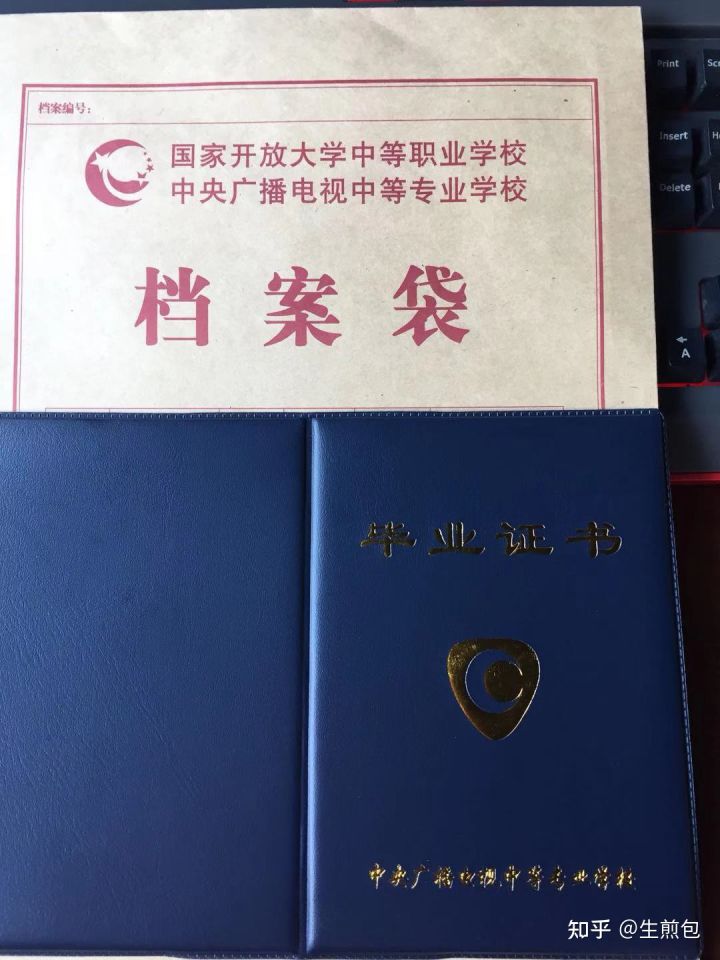 档案编号：
国家开放大学中等职业学校
中央广播电视中等专业学校
档案袋
Print
Scr
Insert
Delete
A
毕业证书
中央广播电视中等专业学校
知乎 @生煎包